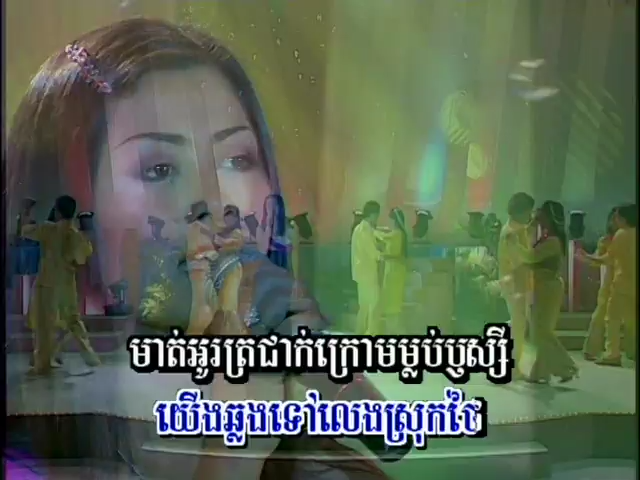 មាត់អូរត្រជាក់ក្រោមម្លប់ឫស្សី
យើងឆ្លងទៅលេងស្រុកថៃ